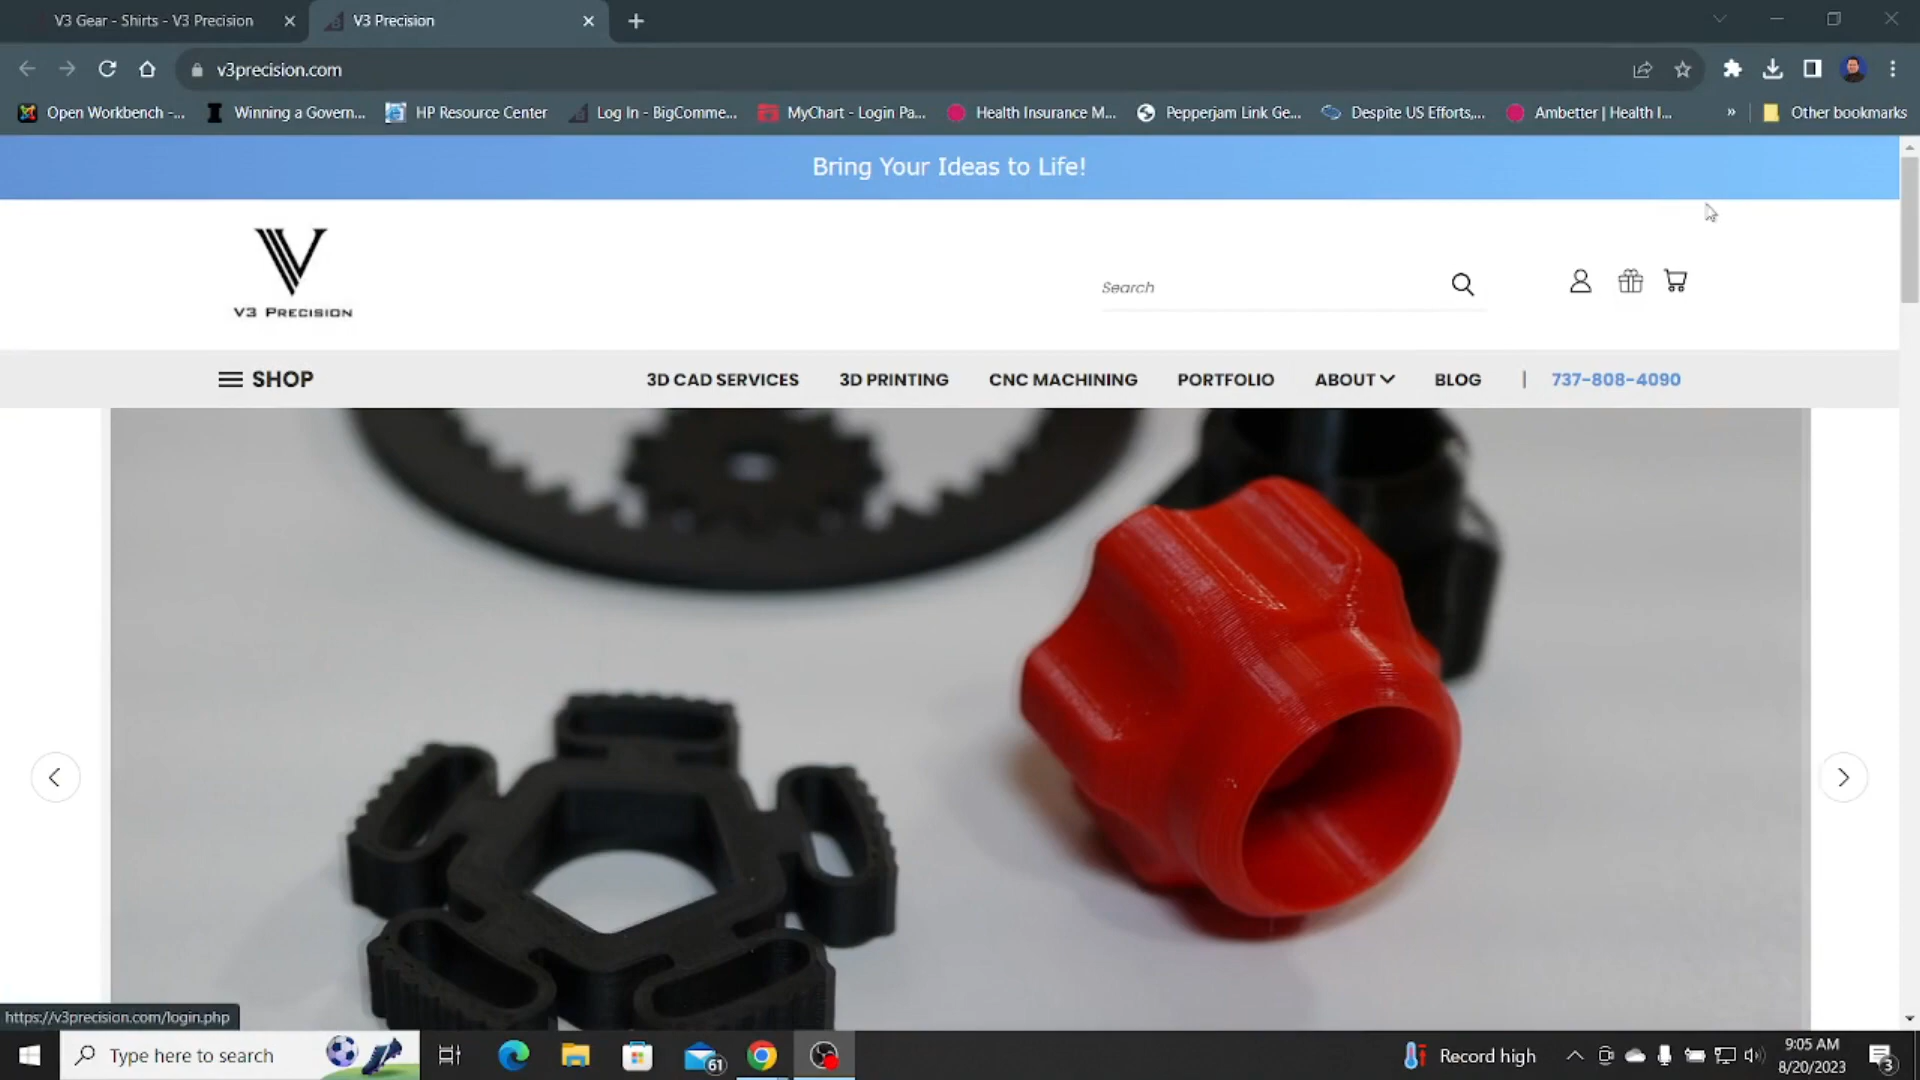 V3 Gear - Shirts - V3 Precision
V3 Precision
v3precision.com
Open Workbench -...
Winning a Govern...
HP Resource Center
Log In - BigComme...
MyChart - Login Pa...
Health Insurance M...
Pepperjam Link Ge...
Despite US Efforts,...
Ambetter | Health I...
»
Other bookmarks
Bring Your Ideas to Life!
V3 PRECISION
Search
SHOP
3D CAD SERVICES
3D PRINTING
CNC MACHINING
PORTFOLIO
ABOUT
BLOG
| 737-808-4090
https://v3precision.com/login.php
Type here to search
61
Record high
9:05 AM
8/20/2023
3